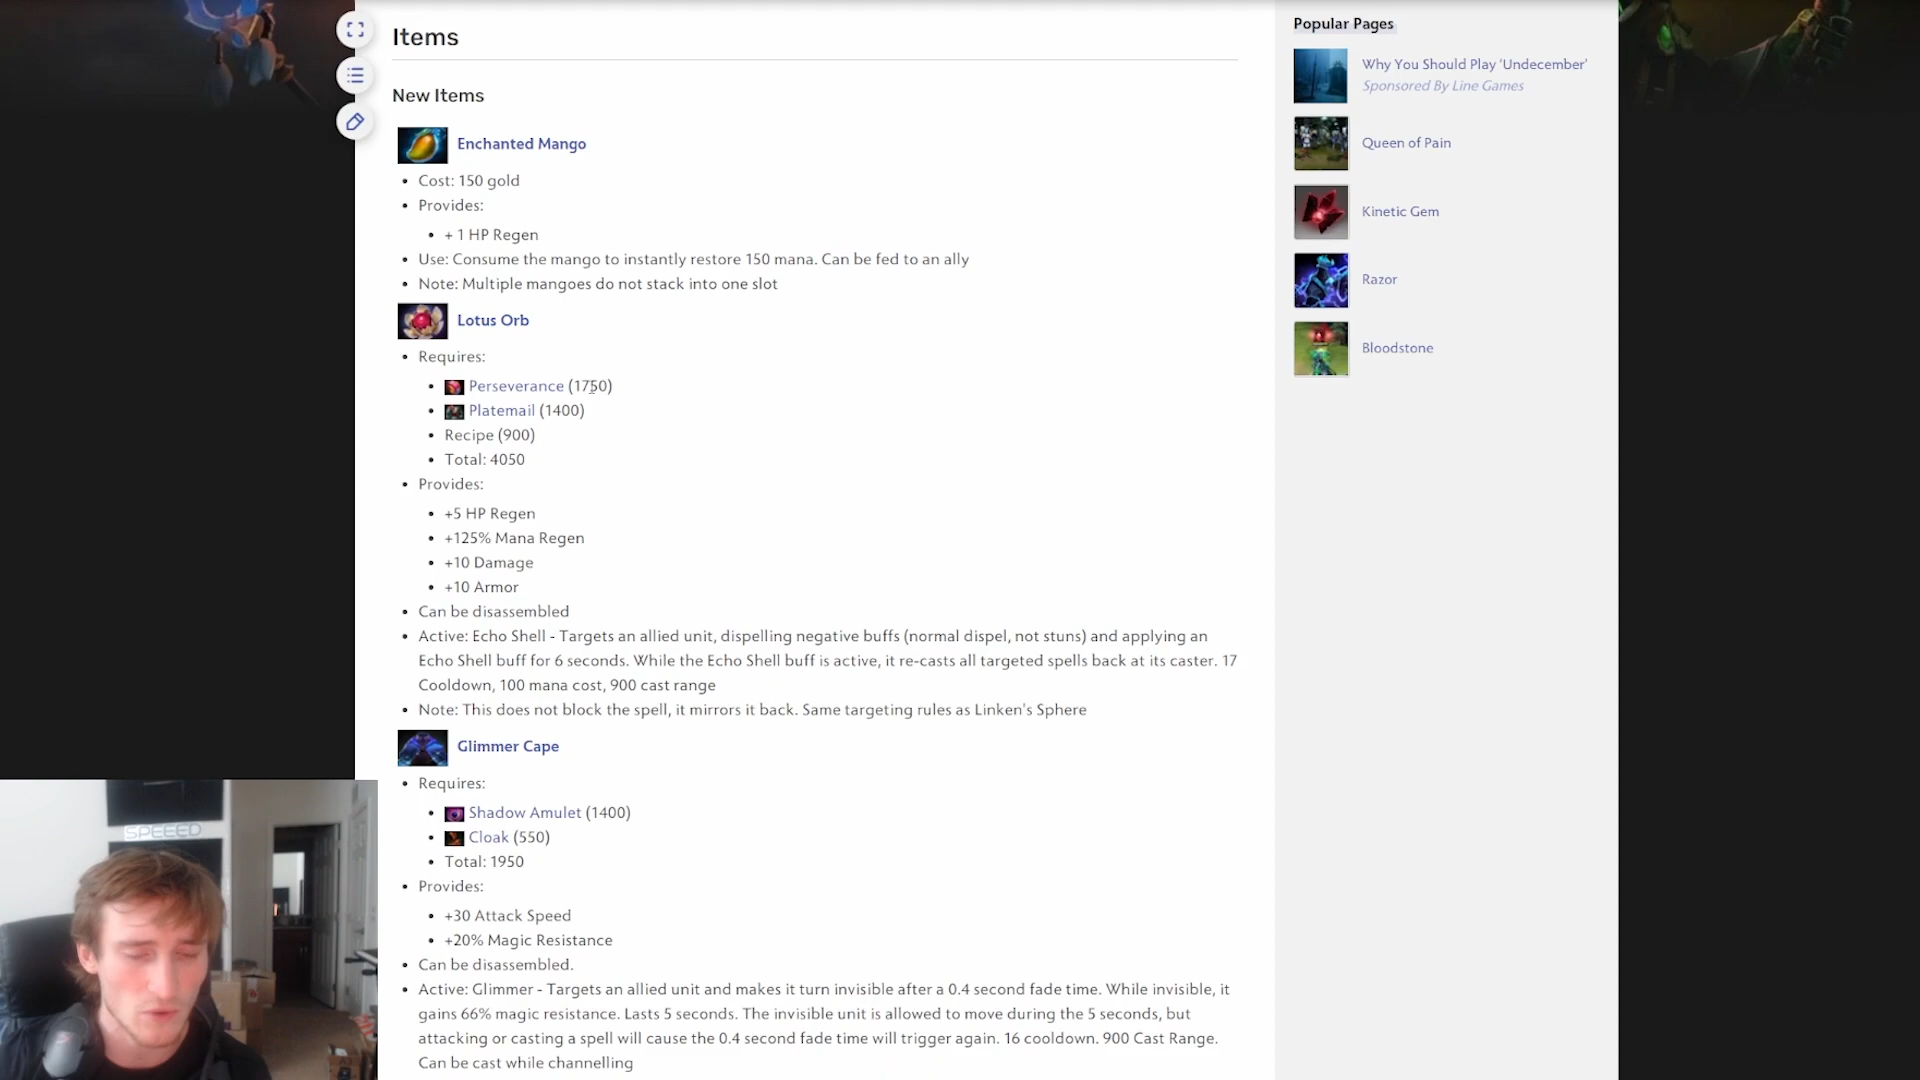 Items
New Items
Enchanted Mango
Cost: 150 gold
Provides:
+ 1 HP Regen
Use: Consume the mango to instantly restore 150 mana. Can be fed to an ally
Note: Multiple mangoes do not stack into one slot
Lotus Orb
Requires:
Perseverance (1750)
Platemail (1400)
Recipe (900)
Total: 4050
Provides:
+5 HP Regen
+125% Mana Regen
+10 Damage
+10 Armor
Can be disassembled
Active: Echo Shell - Targets an allied unit, dispelling negative buffs (normal dispel, not stuns) and applying an
Echo Shell buff for 6 seconds. While the Echo Shell buff is active, it re-casts all targeted spells back at its caster. 17
Cooldown, 100 mana cost, 900 cast range
Note: This does not block the spell, it mirrors it back. Same targeting rules as Linken's Sphere
Glimmer Cape
Requires:
Shadow Amulet (1400)
Cloak (550)
Total: 1950
Provides:
+30 Attack Speed
+20% Magic Resistance
Can be disassembled.
Active: Glimmer - Targets an allied unit and makes it turn invisible after a 0.4 second fade time. While invisible, it
gains 66% magic resistance. Lasts 5 seconds. The invisible unit is allowed to move during the 5 seconds, but
attacking or casting a spell will cause the 0.4 second fade time will trigger again. 16 cooldown. 900 Cast Range.
Can be cast while channelling
Popular Pages
Why You Should Play 'Undecember'
Sponsored By Line Games
Queen of Pain
Kinetic Gem
Razor
Bloodstone
SPEEED